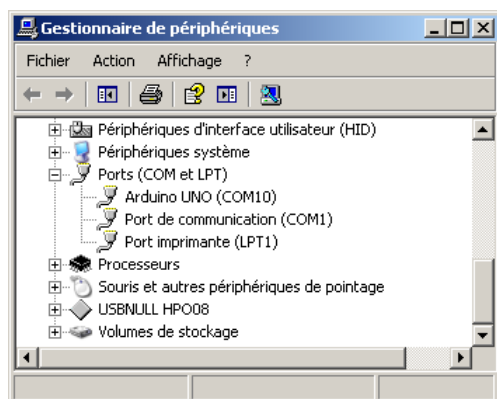 Gestionnaire de périphériques
Fichier Action Affichage ?
Périphériques d'interface utilisateur (HID)
Périphériques système
Ports (COM et LPT)
Arduino UNO (COM10)
Port de communication (COM1)
Port imprimante (LPT1)
Processeurs
Souris et autres périphériques de pointage
USBNULL HPO08
Volumes de stockage